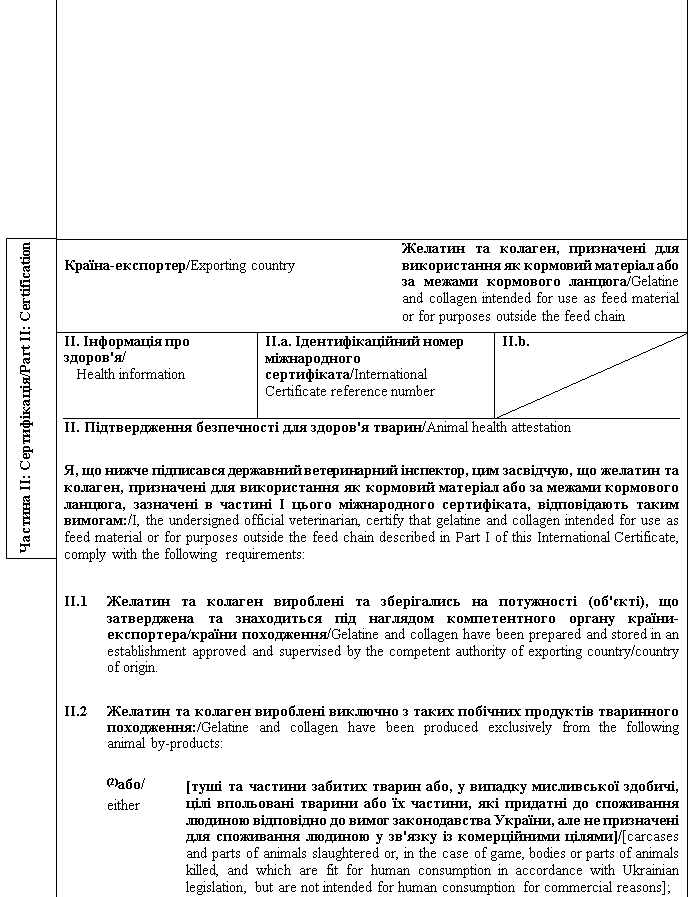 Частина II: Сертифікація/Part II: Certification
Країна-експортер/Exporting country
Желатин та колаген, призначені для
використання як кормовий матеріал або
за межами кормового ланцюга/Gelatine
and collagen intended for use as feed material
or for purposes outside the feed chain
II. Інформація про
здоров'я/
Health information
II.a. Ідентифікаційний номер
міжнародного
сертифіката/International
Certificate reference number
II.b.
II. Підтвердження безпечності для здоров'я тварин/Animal health attestation
Я, що нижче підписався державний ветеринарний інспектор, цим засвідчую, що желатин та
колаген, призначені для використання як кормовий матеріал або за межами кормового
ланцюга, зазначені в частині I цього міжнародного сертифіката, відповідають таким
вимогам:/I, the undersigned official veterinarian, certify that gelatine and collagen intended for use as
feed material or for purposes outside the feed chain described in Part I of this International Certificate,
comply with the following requirements:
II.1 Желатин та колаген вироблені та зберігались на потужності (об'єкті), що
затверджена та знаходиться під наглядом компетентного органу країни-
експортера/країни походження/Gelatine and collagen have been prepared and stored in an
establishment approved and supervised by the competent authority of exporting country/country
of origin.
II.2 Желатин та колаген вироблені виключно з таких побічних продуктів тваринного
походження:/Gelatine and collagen have been produced exclusively from the following
animal by-products:
(2)або/
either
[туші та частини забитих тварин або, у випадку мисливської здобичі,
цілі впольовані тварини або їх частини, які придатні до споживання
людиною відповідно до вимог законодавства України, але не призначені
для споживання людиною у зв'язку із комерційними цілями]/[carcases
and parts of animals slaughtered or, in the case of game, bodies or parts of animals
killed, and which are fit for human consumption in accordance with Ukrainian
legislation, but are not intended for human consumption for commercial reasons];